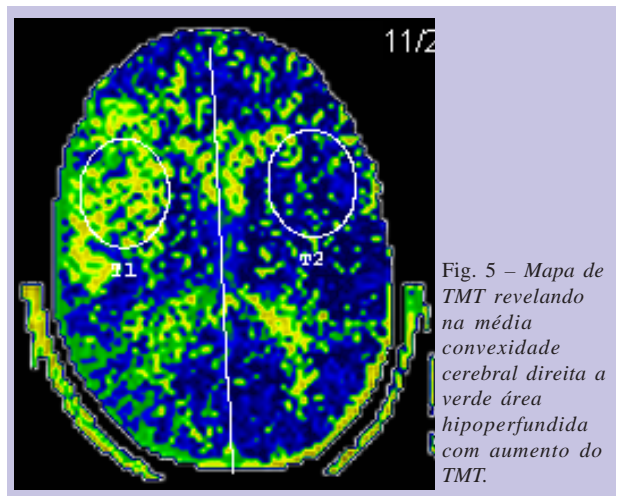 11/2
T1
T2
Fig. 5 – Mapa de
TMT revelando
na média
convexidade
cerebral direita a
verde área
hipoperfundida
com aumento do
TMT.